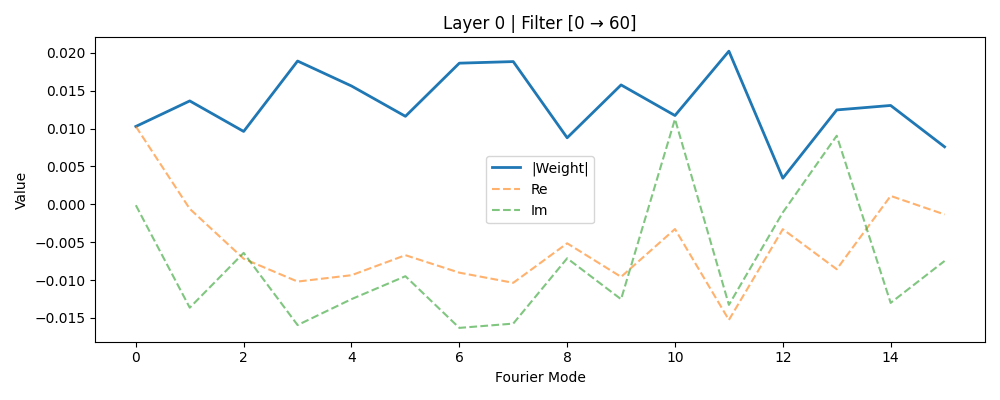 Layer 0 | Filter [0 → 60]
0.020
0.015
0.010
0.005
0.000
−0.005
−0.010
−0.015
Value
|Weight|
Re
Im
0 2 4 6 8 10 12 14
Fourier Mode